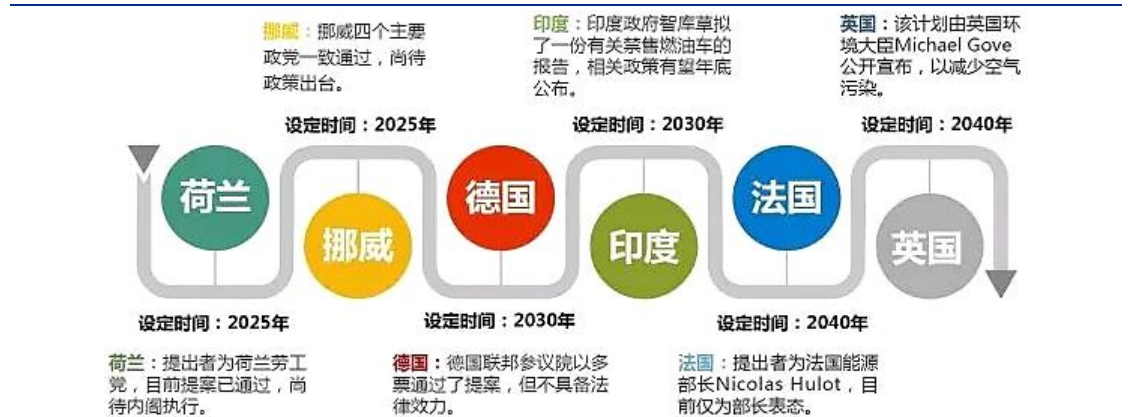 挪威：挪威四个主要
政党一致通过，尚待
政策出台。
设定时间：2025年
印度：印度政府智库草拟
了一份有关禁售燃油车的
报告，相关政策有望年底
公布。
设定时间：2030年
英国：该计划由英国环
境大臣Michael Gove
公开宣布，以减少空气
污染。
设定时间：2040年
荷兰
挪威
德国
印度
法国
英国
设定时间：2025年
荷兰：提出者为荷兰劳工
党，目前提案已通过，尚
待内阁执行。
设定时间：2030年
德国：德国联邦参议院以多
票通过了提案，但不具备法
律效力。
设定时间：2040年
法国：提出者为法国能源
部长Nicolas Hulot，目
前仅为部长表态。